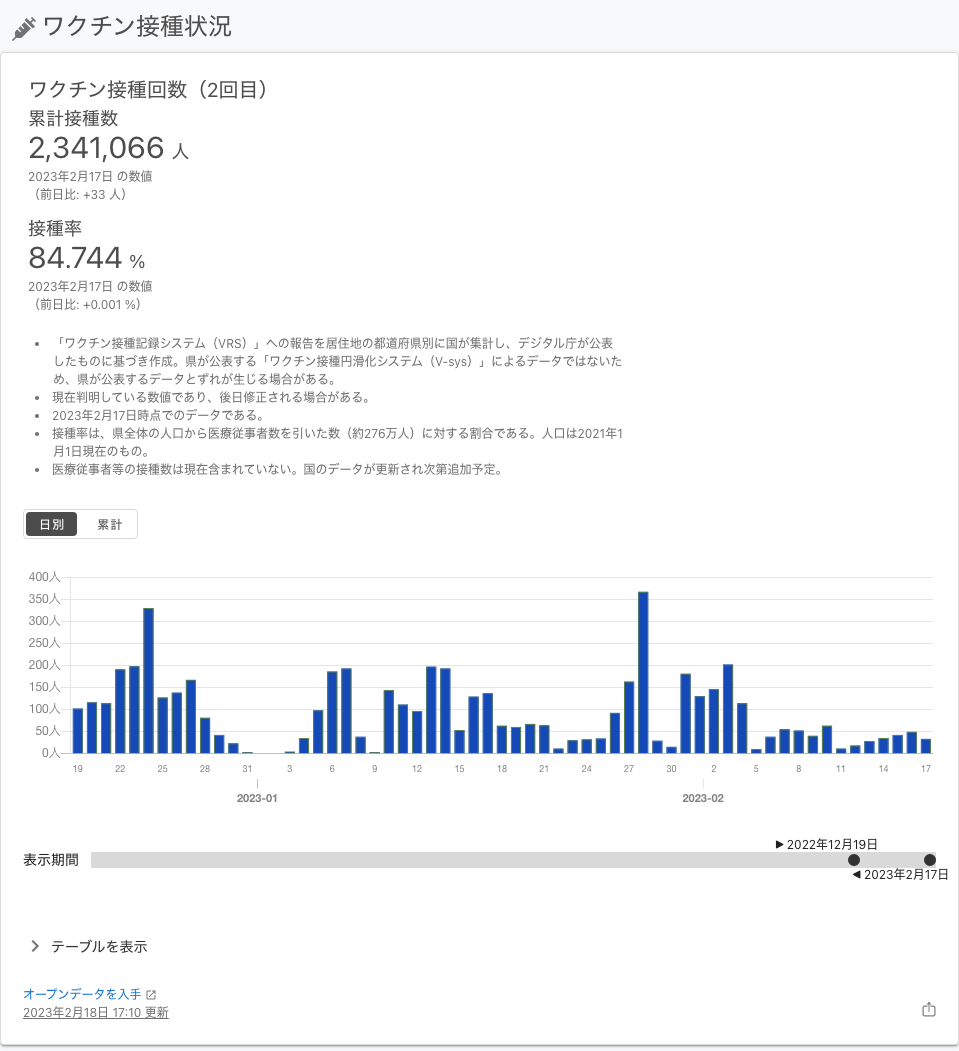 ワクチン接種状況
ワクチン接種回数（2回目）
累計接種数
2,341,066 人
2023年2月17日 の数値
（前日比: +33 人）
接種率
84.744 %
2023年2月17日 の数値
（前日比: +0.001 %）
• 「ワクチン接種記録システム（VRS）」への報告を居住地の都道府県別に国が集計し、デジタル庁が公表
したものに基づき作成。県が公表する「ワクチン接種円滑化システム（V-sys）」によるデータではないた
め、県が公表するデータとずれが生じる場合がある。
• 現在判明している数値であり、後日修正される場合がある。
• 2023年2月17日時点でのデータである。
• 接種率は、県全体の人口から医療従事者数を引いた数（約276万人）に対する割合である。人口は2021年1
月1日現在のもの。
• 医療従事者等の接種数は現在含まれていない。国のデータが更新され次第追加予定。
日別 累計
400人
350人
300人
250人
200人
150人
100人
50人
0人
19 22 25 28 31 3 6 9 12 15 18 21 24 27 30 2 5 8 11 14 17
2023-01 2023-02
▶ 2022年12月19日
表示期間
◀ 2023年2月17日
テーブルを表示
オープンデータを入手
2023年2月18日 17:10 更新